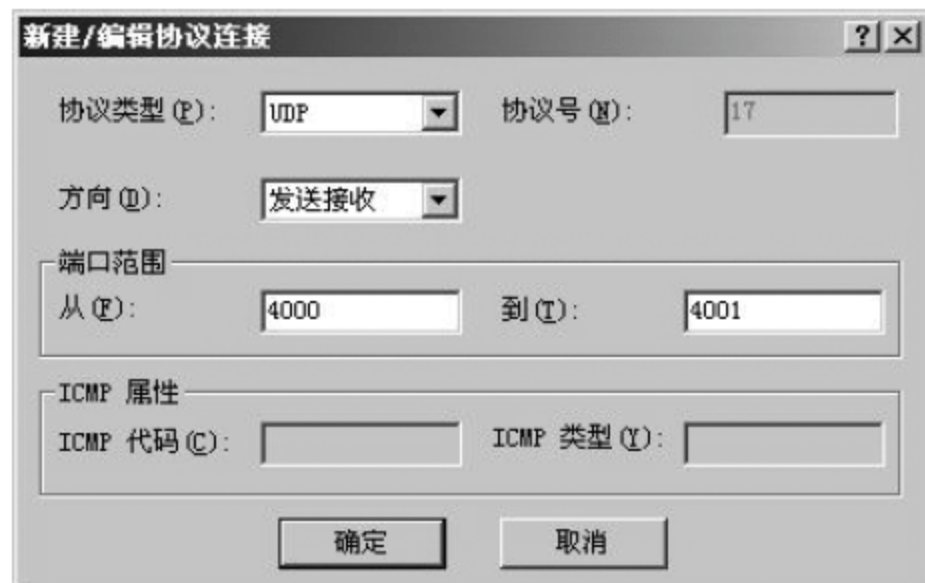 新建/编辑协议连接
协议类型(P): UDP 协议号(N): 17
方向(D): 发送接收
端口范围
从(F): 4000 到(T): 4001
ICMP 属性
ICMP 代码(C): ICMP 类型(Y):
确定 取消